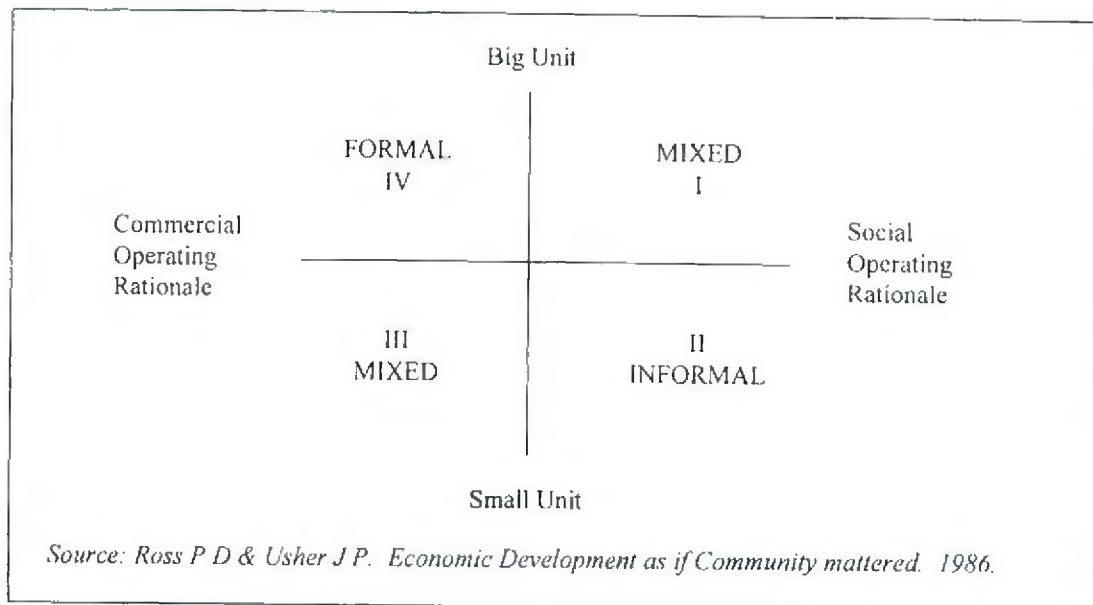 Big Unit
FORMAL
IV
MIXED
I
Commercial
Operating
Rationale
Social
Operating
Rationale
III
MIXED
II
INFORMAL
Small Unit
Source: Ross P D & Usher J P. Economic Development as if Community mattered. 1986.